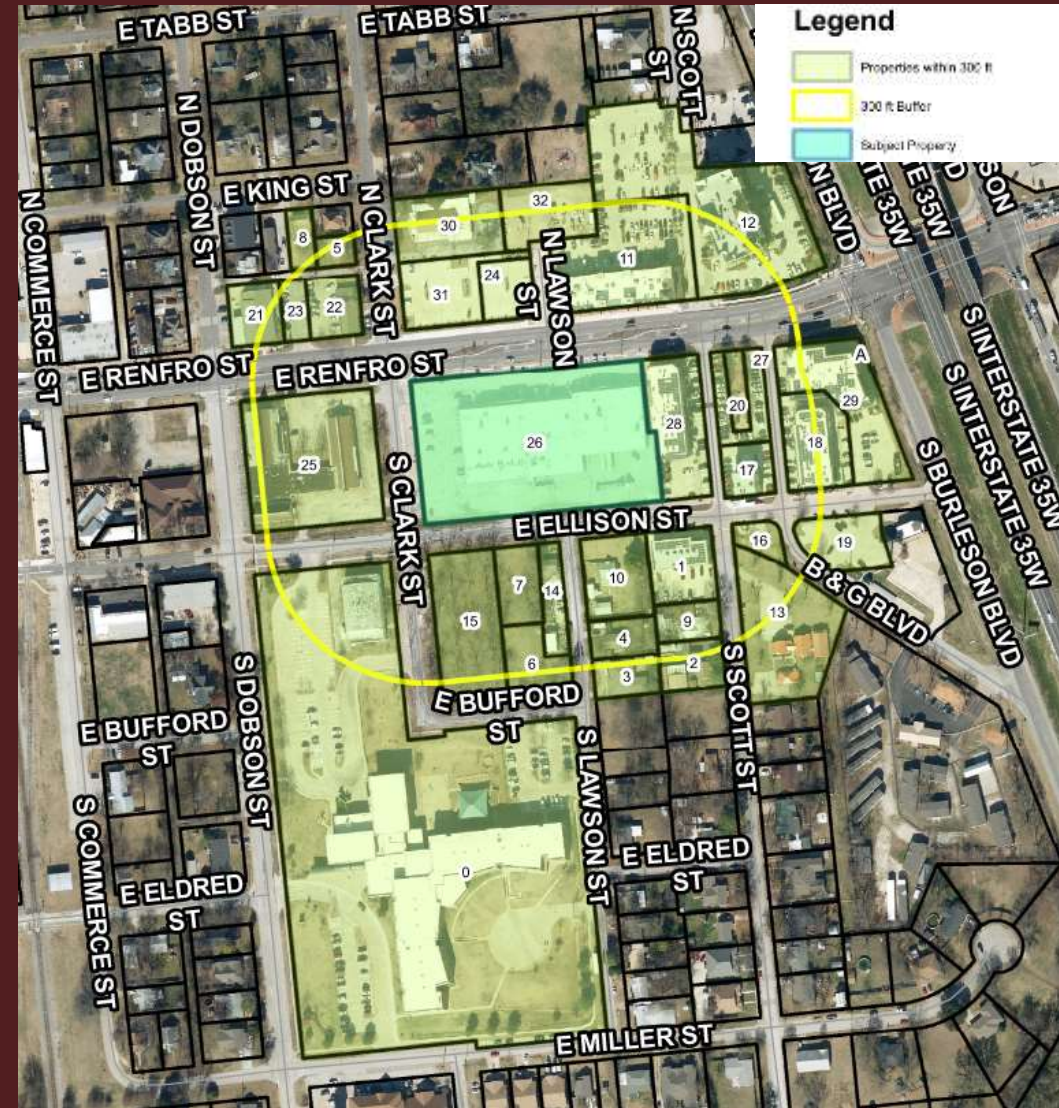 E TABB ST
E TABB ST
N SCOTT
ST
Legend
Properties within 300 ft
300 ft Buffer
Subject Property
N DOBSON ST
E KING ST
N COMMERCE ST
N CLARK ST
8
5
30
32
12
11
24
31
N LAWSON
ST
21
23
22
N BLVD
TE 35W
E 35W
D
SON
E RENFRO ST
E RENFRO ST
27
A
29
20
28
18
17
26
25
S INTERSTATE 35W
S INTERSTATE 35W
S BURLESON BLVD
S CLARK ST
E ELLISON ST
16
19
B & G BLVD
7
14
10
1
15
9
4
13
6
3
2
E BUFFORD
ST
S SCOTT ST
E BUFFORD
ST
S DOBSON ST
S LAWSON ST
S COMMERCE ST
E ELDRED
ST
E ELDRED
ST
0
E MILLER ST